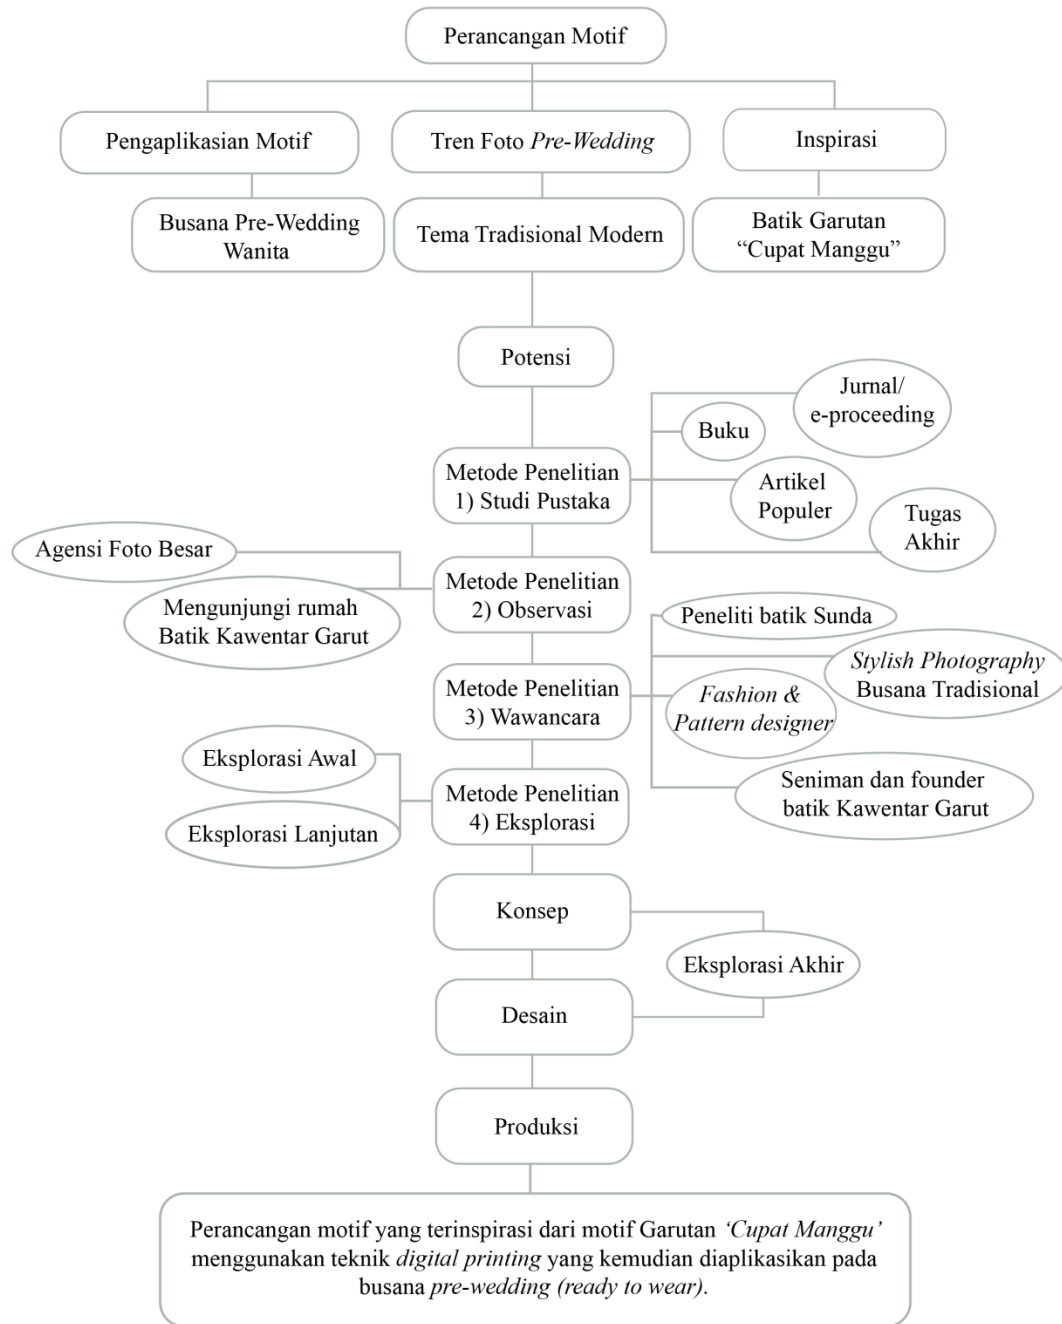 Perancangan Motif
Pengaplikasian Motif
Tren Foto Pre-Wedding
Inspirasi
Busana Pre-Wedding
Wanita
Tema Tradisional Modern
Batik Garutan
“Cupat Manggu”
Potensi
Metode Penelitian
1) Studi Pustaka
Jurnal/
e-proceeding
Buku
Artikel
Populer
Tugas
Akhir
Agensi Foto Besar
Mengunjungi rumah
Batik Kawentar Garut
Metode Penelitian
2) Observasi
Metode Penelitian
3) Wawancara
Peneliti batik Sunda
Stylish Photography
Busana Tradisional
Fashion &
Pattern designer
Seniman dan founder
batik Kawentar Garut
Eksplorasi Awal
Eksplorasi Lanjutan
Metode Penelitian
4) Eksplorasi
Konsep
Eksplorasi Akhir
Desain
Produksi
Perancangan motif yang terinspirasi dari motif Garutan ‘Cupat Manggu’
menggunakan teknik digital printing yang kemudian diaplikasikan pada
busana pre-wedding (ready to wear).